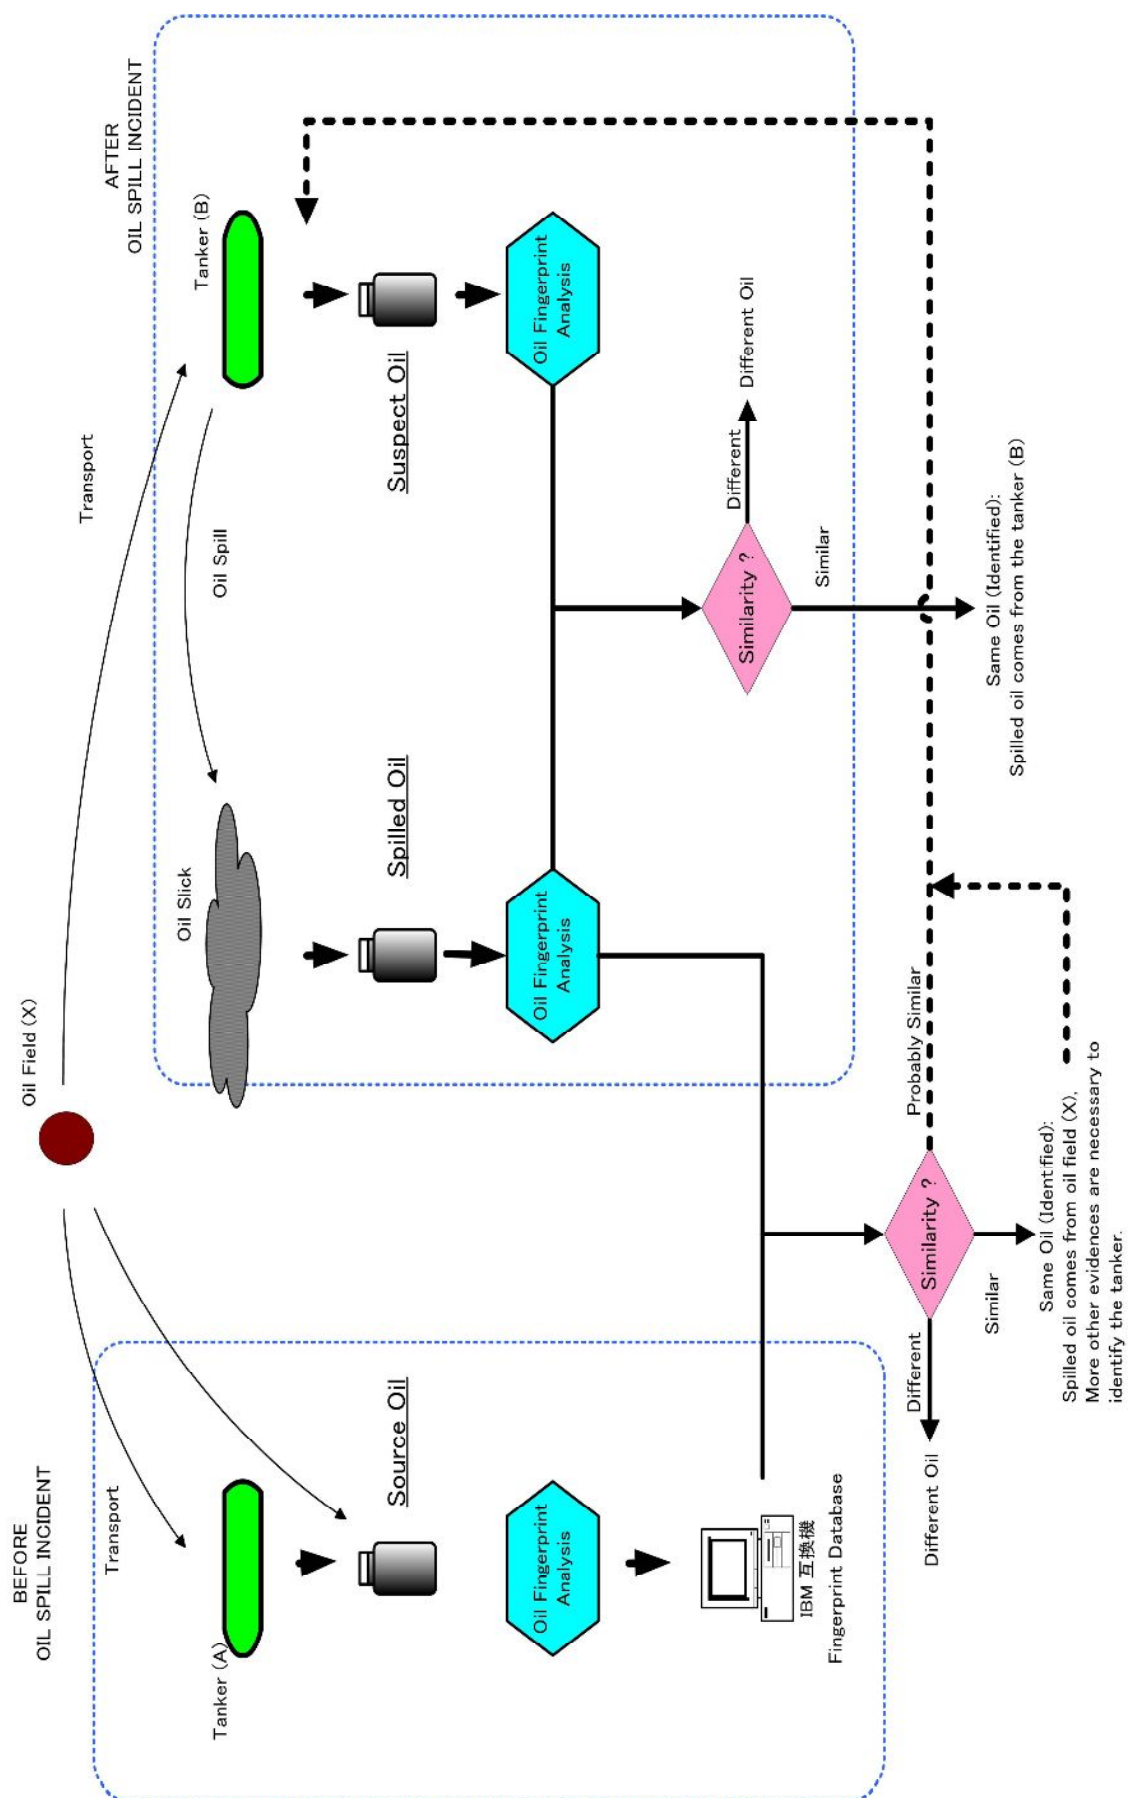 Oil Field (X)
BEFORE
OIL SPILL INCIDENT
Transport
Tanker (A)
Source Oil
Oil Fingerprint
Analysis
IBM 互換機
Fingerprint Database
AFTER
OIL SPILL INCIDENT
Transport
Tanker (B)
Oil Spill
Oil Slick
Spilled Oil
Suspect Oil
Oil Fingerprint
Analysis
Oil Fingerprint
Analysis
Similarity ?
Different
Different Oil
Similar
Same Oil (Identified):
Spilled oil comes from the tanker (B)
Similarity ?
Different
Different Oil
Probably Similar
Similar
Same Oil (Identified):
Spilled oil comes from oil field (X).
More other evidences are necessary to
identify the tanker.